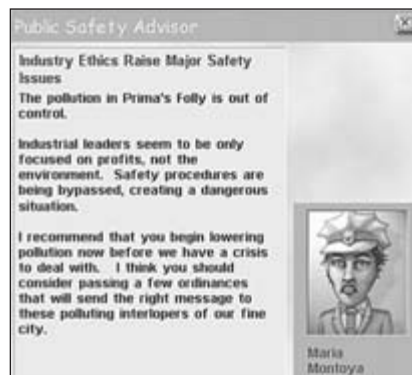 Public Safety Advisor
Industry Ethics Raise Major Safety
Issues
The pollution in Prima's Folly is out of
control.
Industrial leaders seem to be only
focused on profits, not the
environment. Safety procedures are
being bypassed, creating a dangerous
situation.
I recommend that you begin lowering
pollution now before we have a crisis
to deal with. I think you should
consider passing a few ordinances
that will send the right message to
these polluting interlopers of our fine
city.
Maria
Montoya